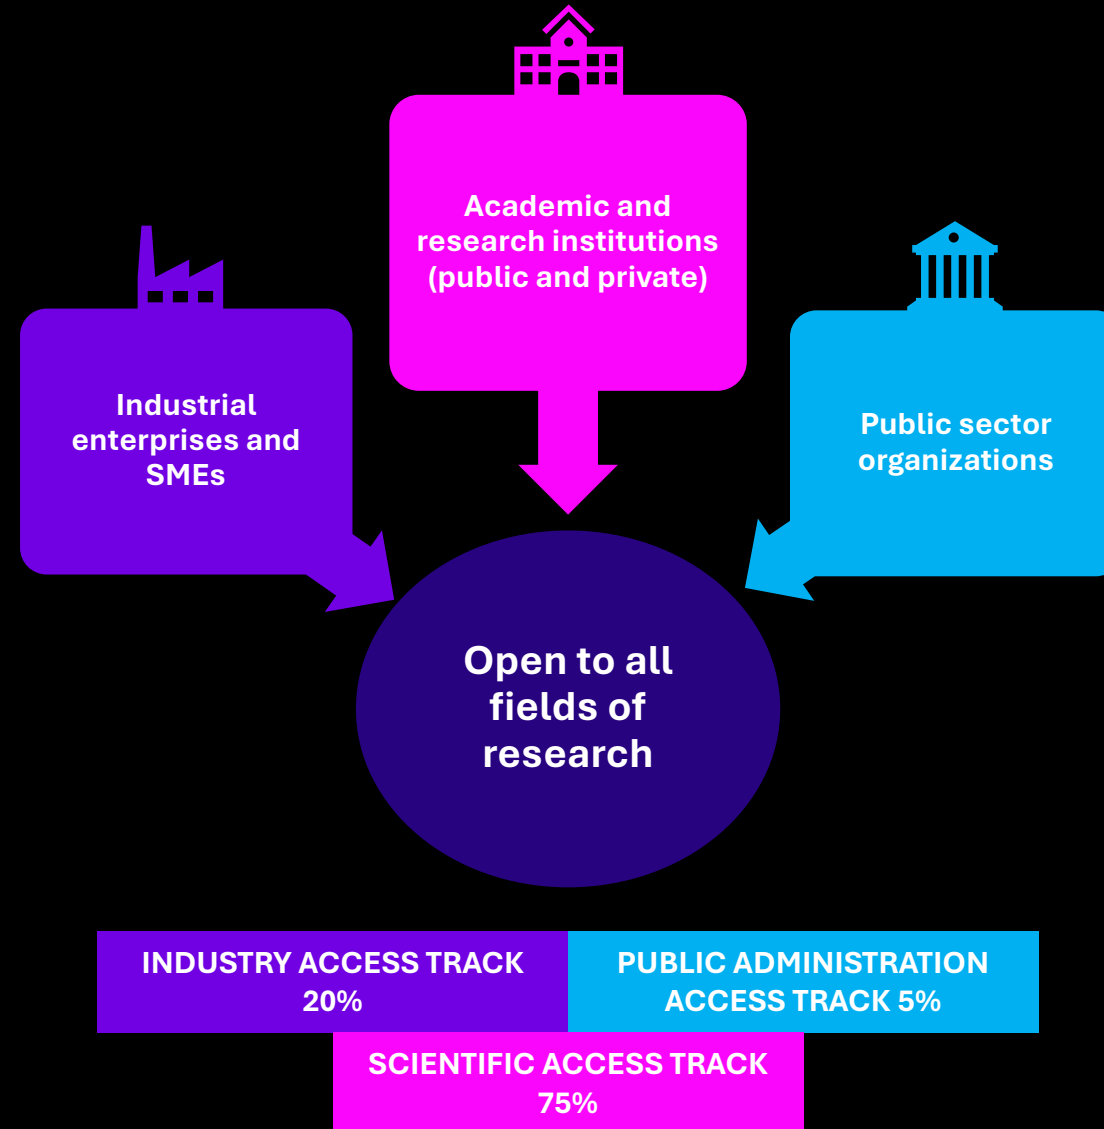 Academic and
research institutions
(public and private)
Industrial
enterprises and
SMEs
Public sector
organizations
Open to all
fields of
research
INDUSTRY ACCESS TRACK
20%
PUBLIC ADMINISTRATION
ACCESS TRACK 5%
SCIENTIFIC ACCESS TRACK
75%